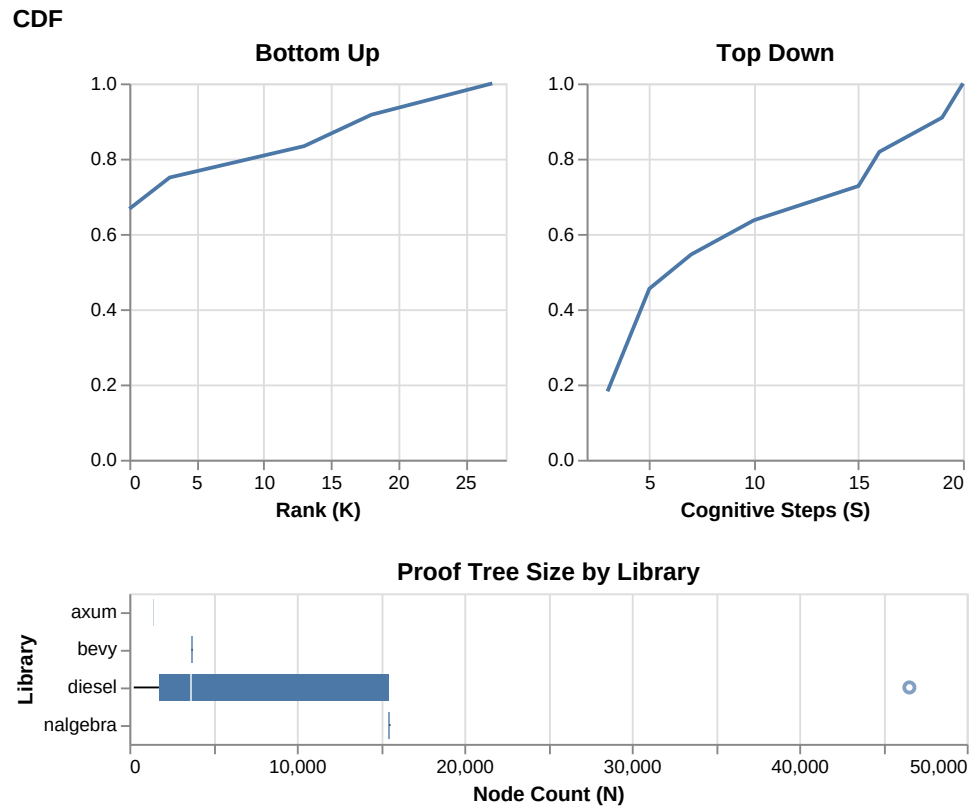 CDF
Bottom Up
1.0
0.8
0.6
0.4
0.2
0.0
0 5 10 15 20 25
Rank (K)
Top Down
1.0
0.8
0.6
0.4
0.2
0.0
5 10 15 20
Cognitive Steps (S)
Proof Tree Size by Library
Library
axum
bevy
diesel
nalgebra
0 10,000 20,000 30,000 40,000 50,000
Node Count (N)